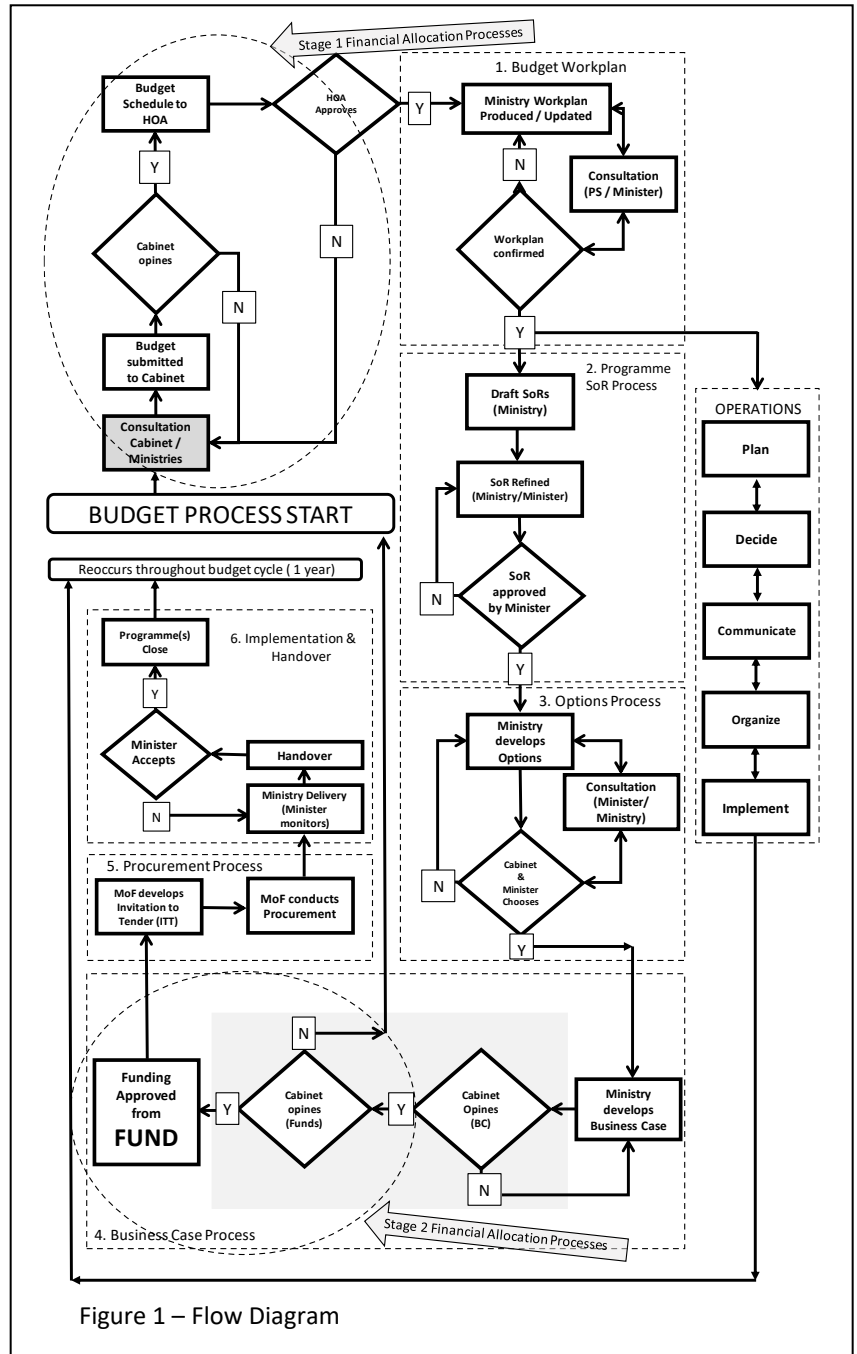 Stage 1 Financial Allocation Processes
Budget
Schedule to
HOA
HOA
Approves
Y
Y
N
Cabinet
opines
N
Budget
submitted
to Cabinet
Consultation
Cabinet /
Ministries
BUDGET PROCESS START
1. Budget Workplan
Ministry Workplan
Produced / Updated
N
Consultation
(PS / Minister)
Workplan
confirmed
Y
2. Programme
SoR Process
Draft SoRs
(Ministry)
SoR Refined
(Ministry/Minister)
SoR
approved
by Minister
N
Y
OPERATIONS
Plan
Decide
Communicate
Organize
Implement
Reoccurs throughout budget cycle ( 1 year)
Programme(s)
Close
6. Implementation &
Handover
Y
Minister
Accepts
Handover
N
Ministry Delivery
(Minister
monitors)
3. Options Process
Ministry
develops
Options
Consultation
(Minister/
Ministry)
Cabinet
&
Minister
Chooses
N
Y
5. Procurement Process
MoF develops
Invitation to
Tender (ITT)
MoF conducts
Procurement
N
Funding
Approved
from
FUND
Y
Cabinet
opines
(Funds)
Y
Cabinet
Opines
(BC)
Ministry
develops
Business Case
N
4. Business Case Process
Stage 2 Financial Allocation Processes
Figure 1 – Flow Diagram